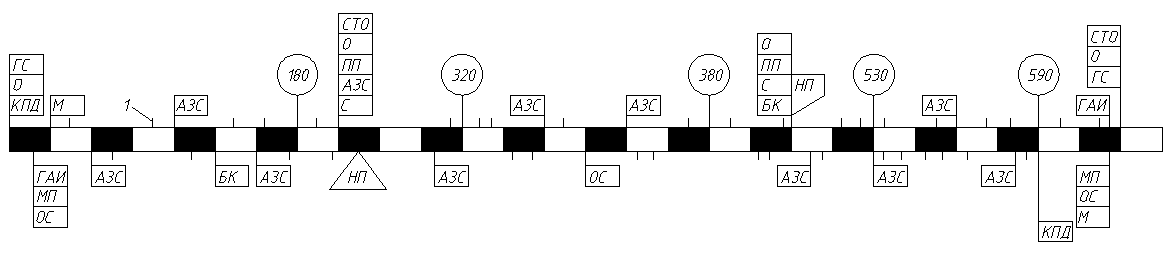 ГС
О
КПД
М
1
АЗС
180
СТО
О
ПП
АЗС
С
320
АЗС
АЗС
380
О
ПП
С
БК
НП
530
АЗС
590
СТО
О
ГС
ГАИ
ГАИ
МП
ОС
АЗС
БК
АЗС
НП
АЗС
ОС
АЗС
АЗС
АЗС
КПД
МП
ОС
М